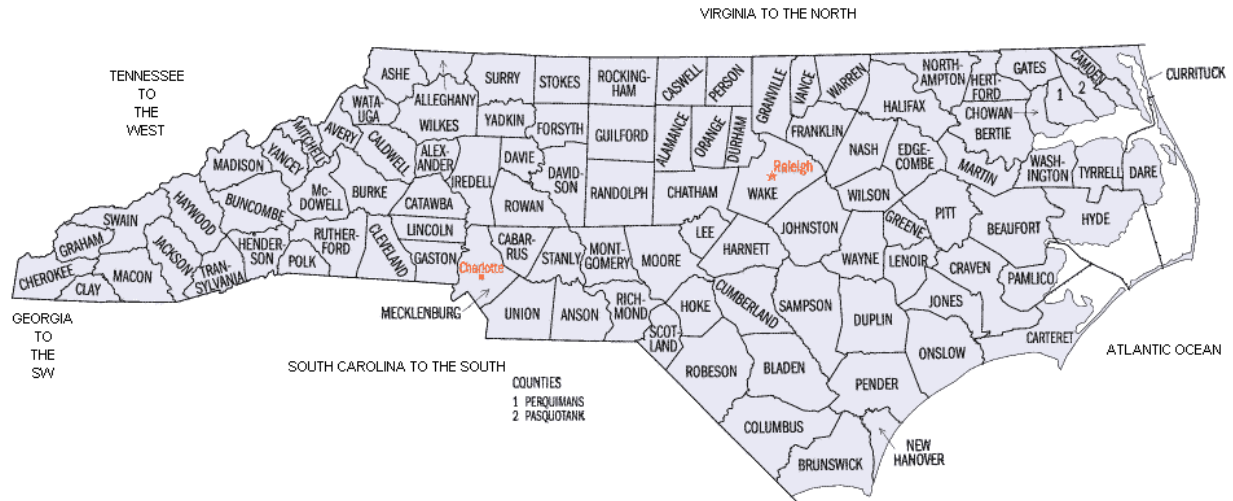 VIRGINIA TO THE NORTH
TENNESSEE
TO
THE
WEST
ASHE
ALLEGHANY
SURRY
STOKES
ROCKING-
HAM
CASWELL
PERSON
GRANVILLE
VANCE
WARREN
NORTH-
AMPTON
HERT-
FORD
GATES
CAMDEN
CURRITUCK
WATA-
UGA
WILKES
YADKIN
FORSYTH
GUILFORD
ALAMANCE
ORANGE
DURHAM
FRANKLIN
HALIFAX
CHOWAN
BERTIE
1
2
MITCHELL
AVERY
CALDWELL
ALEX-
ANDER
DAVIE
DAVID-
SON
NASH
EDGE-
COMBE
MARTIN
WASH-
INGTON
TYRRELL
DARE
MADISON
YANCEY
Mc-
DOWELL
BURKE
IREDELL
CATAWBA
ROWAN
RANDOLPH
CHATHAM
Raleigh
WAKE
WILSON
PITT
BEAUFORT
HYDE
SWAIN
HAYWOOD
BUNCOMBE
RUTHER-
FORD
CLEVELAND
LINCOLN
GASTON
CABAR-
RUS
STANLY
MONT-
GOMERY
MOORE
LEE
HARNETT
JOHNSTON
GREENE
WAYNE
LENOIR
CRAVEN
PAMLICO
GRAHAM
CHEROKEE
CLAY
MACON
JACKSON
TRAN-
SYLVANIA
HENDER-
SON
POLK
Charlotte
MECKLENBURG
UNION
ANSON
RICH-
MOND
SCOT-
LAND
HOKE
CUMBERLAND
SAMPSON
DUPLIN
JONES
CARTERET
ONSLOW
GEORGIA
TO
THE
SW
SOUTH CAROLINA TO THE SOUTH
ATLANTIC OCEAN
ROBESON
BLADEN
PENDER
COUNTIES
1 PERQUIMANS
2 PASQUOTANK
COLUMBUS
BRUNSWICK
NEW
HANOVER